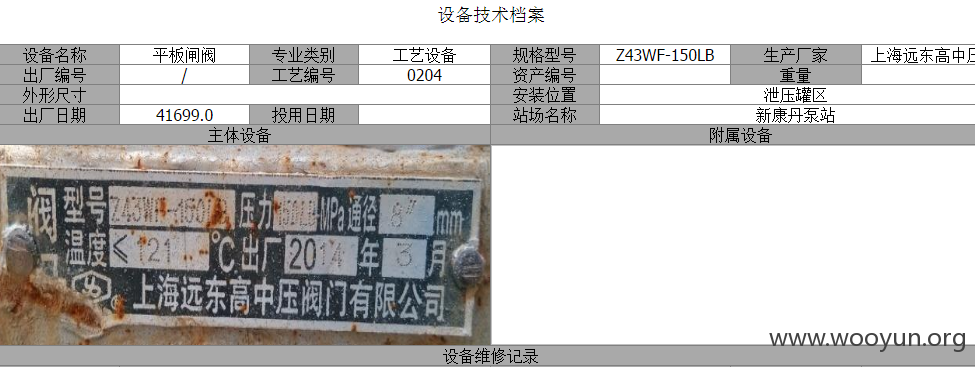 设备技术档案
设备名称 平板闸阀 专业类别 工艺设备 规格型号 Z43WF-150LB 生产厂家 上海远东高中压
出厂编号 / 工艺编号 0204 资产编号 重量
外形尺寸 安装位置 泄压罐区
出厂日期 41699.0 投用日期 站场名称 新康丹泵站
主体设备 附属设备
阀 型号 Z43WF-150LB 压力 150LB MPa 通径 8" mm
温度 ≤121 ℃ 出厂 2014 年 3 月
上海远东高中压阀门有限公司
www.wooyun.org
设备维修记录